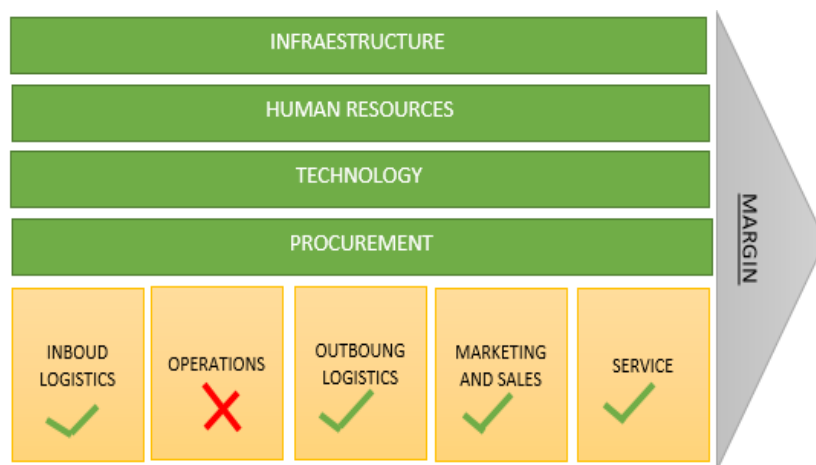 INFRAESTRUCTURE
HUMAN RESOURCES
TECHNOLOGY
PROCUREMENT
MARGIN
INBOUD
LOGISTICS
OPERATIONS
OUTBOUNG
LOGISTICS
MARKETING
AND SALES
SERVICE